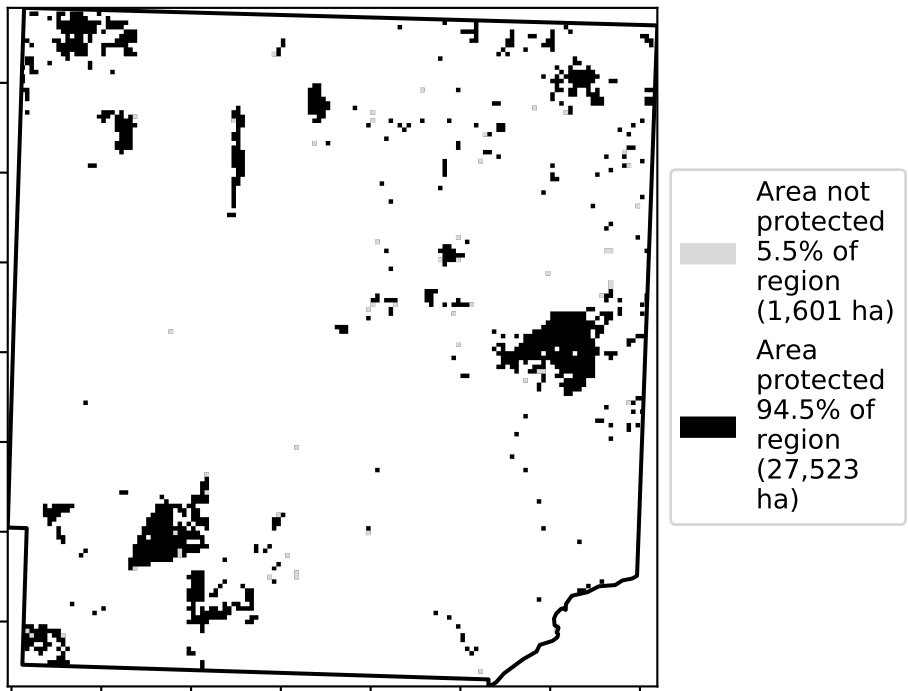 Area not
protected
5.5% of
region
(1,601 ha)
Area
protected
94.5% of
region
(27,523
ha)